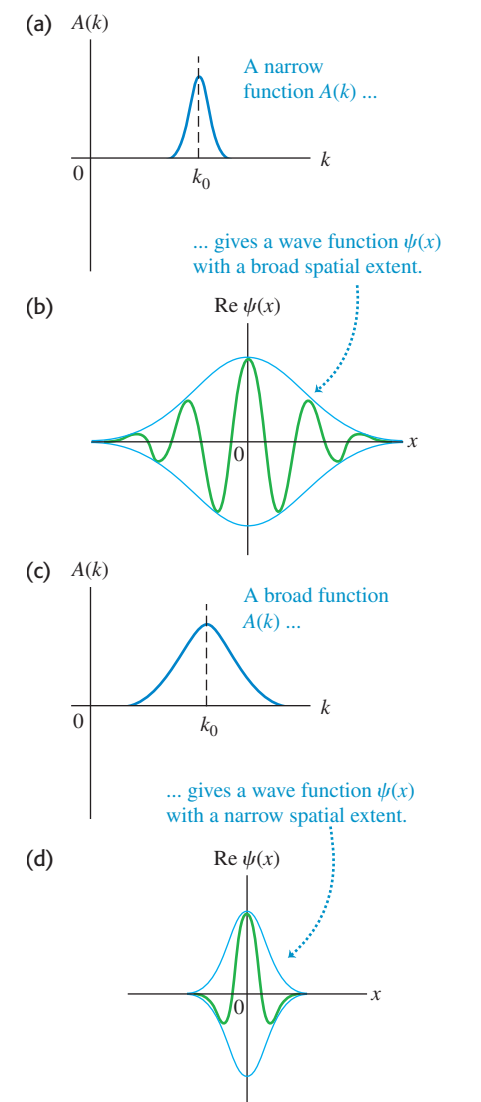 (a) A(k)
A narrow
function A(k) ...
0
k₀
k
... gives a wave function ψ(x)
with a broad spatial extent.
(b)
Re ψ(x)
0
x
(c) A(k)
A broad function
A(k) ...
0
k₀
k
... gives a wave function ψ(x)
with a narrow spatial extent.
(d)
Re ψ(x)
0
x